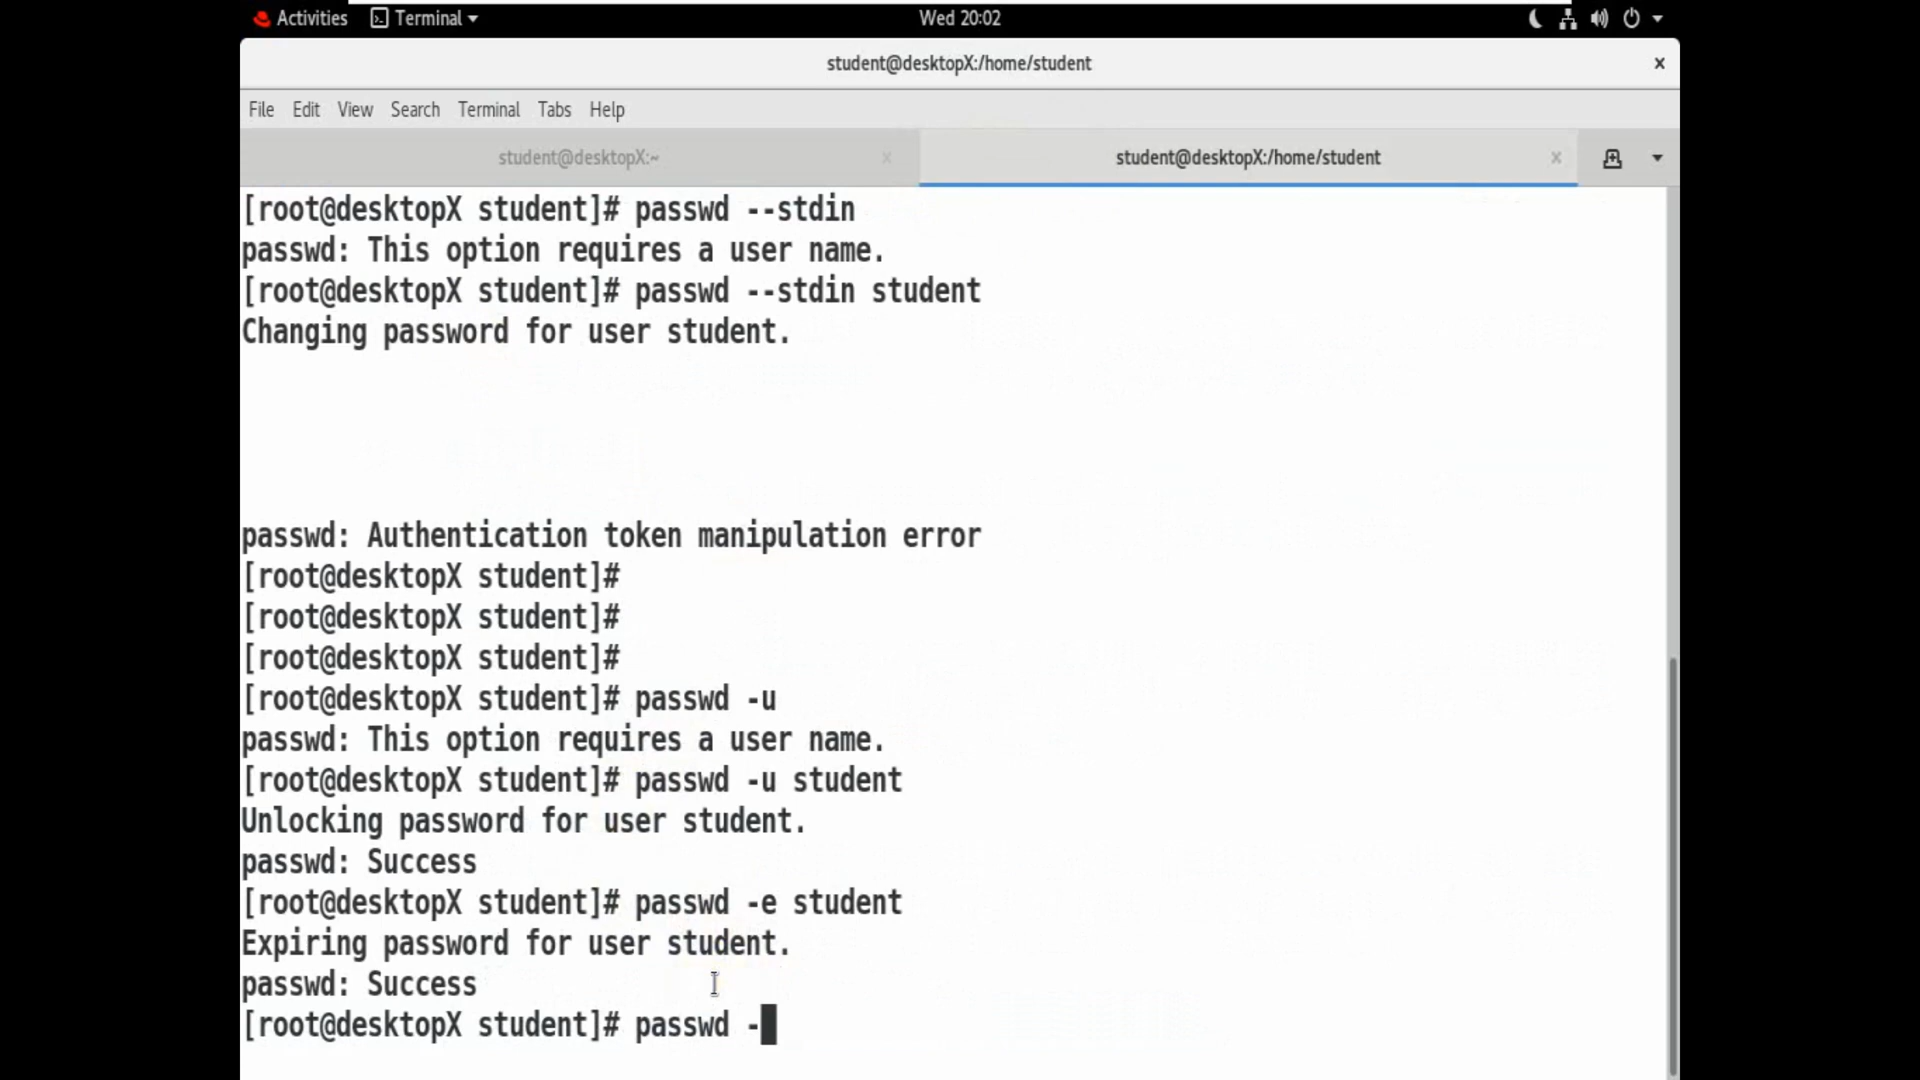 Activities Terminal Wed 20:02
student@desktopX:/home/student
File Edit View Search Terminal Tabs Help
student@desktopX:~ student@desktopX:/home/student
[root@desktopX student]# passwd --stdin
passwd: This option requires a user name.
[root@desktopX student]# passwd --stdin student
Changing password for user student.
passwd: Authentication token manipulation error
[root@desktopX student]#
[root@desktopX student]#
[root@desktopX student]#
[root@desktopX student]# passwd -u
passwd: This option requires a user name.
[root@desktopX student]# passwd -u student
Unlocking password for user student.
passwd: Success
[root@desktopX student]# passwd -e student
Expiring password for user student.
passwd: Success
[root@desktopX student]# passwd -